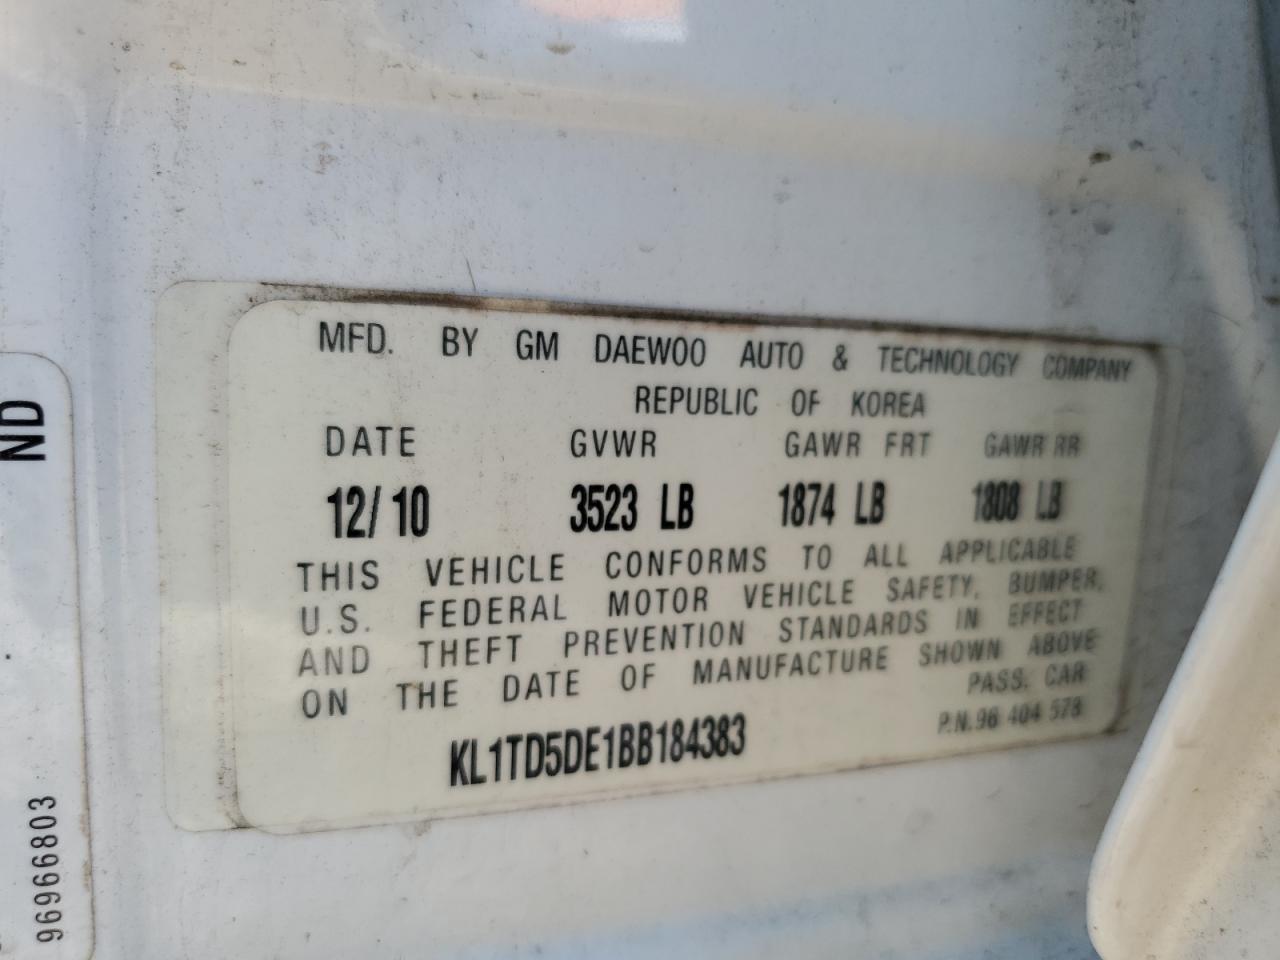 MFD. BY GM DAEWOO AUTO & TECHNOLOGY COMPANY
REPUBLIC OF KOREA
DATE GVWR GAWR FRT GAWR RR
12/10 3523 LB 1874 LB 1808 LB
THIS VEHICLE CONFORMS TO ALL APPLICABLE
U.S. FEDERAL MOTOR VEHICLE SAFETY, BUMPER,
AND THEFT PREVENTION STANDARDS IN EFFECT
ON THE DATE OF MANUFACTURE SHOWN ABOVE
PASS. CAR
KL1TD5DE1BB184383
P.N. 96 404 573
ND
96966803